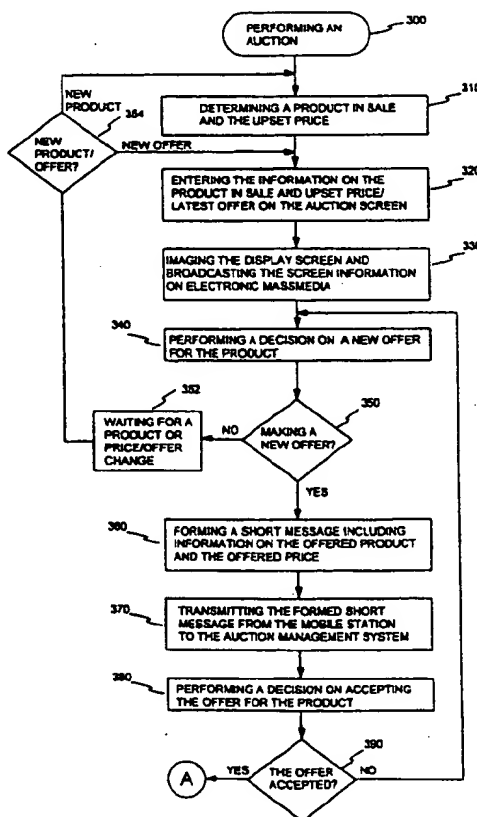 PERFORMING AN
AUCTION
300
NEW
PRODUCT
354
DETERMINING A PRODUCT IN SALE
AND THE UPSET PRICE
310
NEW
PRODUCT/
OFFER?
NEW OFFER
ENTERING THE INFORMATION ON THE
PRODUCT IN SALE AND UPSET PRICE/
LATEST OFFER ON THE AUCTION SCREEN
320
IMAGING THE DISPLAY SCREEN AND
BROADCASTING THE SCREEN INFORMATION
ON ELECTRONIC MASSMEDIA
330
340
PERFORMING A DECISION ON A NEW OFFER
FOR THE PRODUCT
352
WAITING FOR A
PRODUCT OR
PRICE/OFFER
CHANGE
NO
350
MAKING A
NEW OFFER?
YES
360
FORMING A SHORT MESSAGE INCLUDING
INFORMATION ON THE OFFERED PRODUCT
AND THE OFFERED PRICE
370
TRANSMITTING THE FORMED SHORT
MESSAGE FROM THE MOBILE STATION
TO THE AUCTION MANAGEMENT SYSTEM
380
PERFORMING A DECISION ON ACCEPTING
THE OFFER FOR THE PRODUCT
390
A
YES
THE OFFER
ACCEPTED?
NO